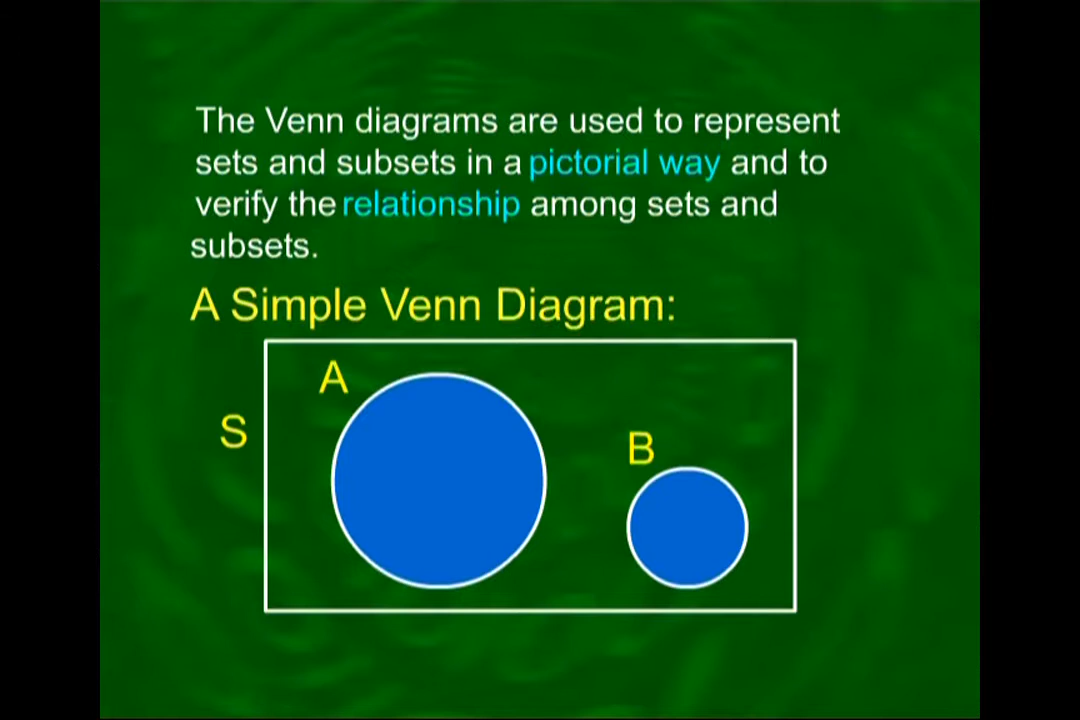 The Venn diagrams are used to represent
sets and subsets in a pictorial way and to
verify the relationship among sets and
subsets.
A Simple Venn Diagram:
A
S
B